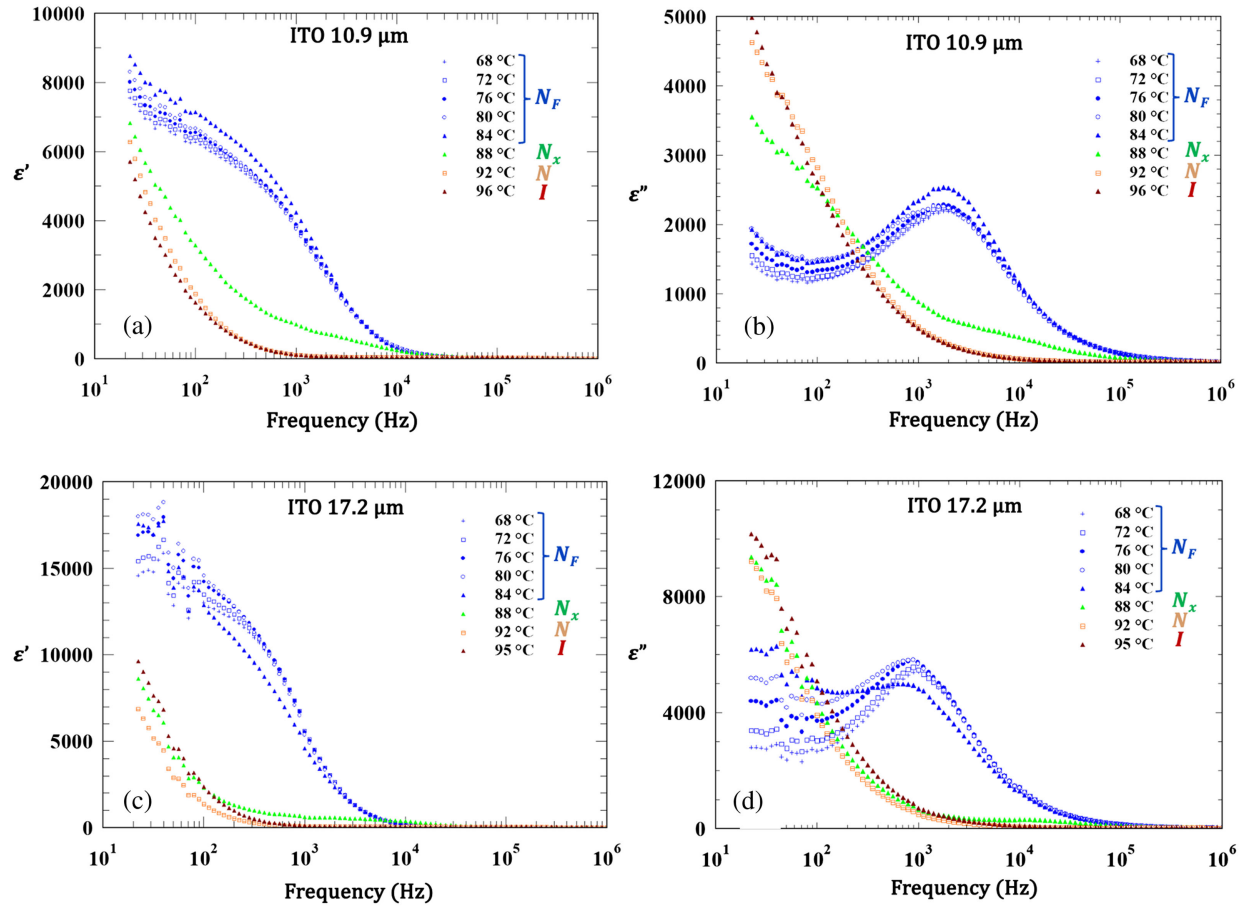 ITO 10.9 μm
10000
8000
6000
4000
2000
0
ε'
68 °C
72 °C
76 °C
80 °C
84 °C
88 °C
92 °C
96 °C
N_F
N_x
N
I
(a)
10^1 10^2 10^3 10^4 10^5 10^6
Frequency (Hz)
ITO 10.9 μm
5000
4000
3000
2000
1000
0
ε"
68 °C
72 °C
76 °C
80 °C
84 °C
88 °C
92 °C
96 °C
N_F
N_x
N
I
(b)
10^1 10^2 10^3 10^4 10^5 10^6
Frequency (Hz)
ITO 17.2 μm
20000
15000
10000
5000
0
ε'
68 °C
72 °C
76 °C
80 °C
84 °C
88 °C
92 °C
95 °C
N_F
N_x
N
I
(c)
10^1 10^2 10^3 10^4 10^5 10^6
Frequency (Hz)
ITO 17.2 μm
12000
8000
4000
0
ε"
68 °C
72 °C
76 °C
80 °C
84 °C
88 °C
92 °C
95 °C
N_F
N_x
N
I
(d)
10^1 10^2 10^3 10^4 10^5 10^6
Frequency (Hz)